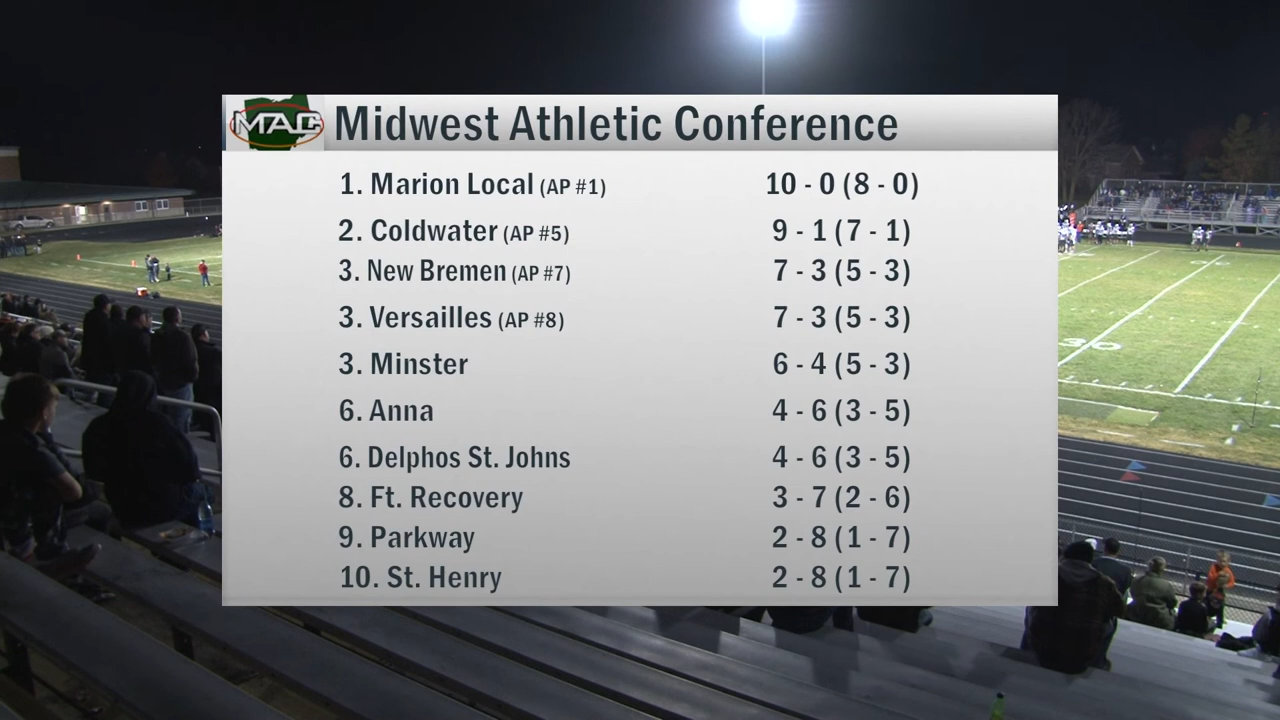 MAC Midwest Athletic Conference
1. Marion Local (AP #1) 10 - 0 (8 - 0)
2. Coldwater (AP #5) 9 - 1 (7 - 1)
3. New Bremen (AP #7) 7 - 3 (5 - 3)
3. Versailles (AP #8) 7 - 3 (5 - 3)
3. Minster 6 - 4 (5 - 3)
6. Anna 4 - 6 (3 - 5)
6. Delphos St. Johns 4 - 6 (3 - 5)
8. Ft. Recovery 3 - 7 (2 - 6)
9. Parkway 2 - 8 (1 - 7)
10. St. Henry 2 - 8 (1 - 7)
30